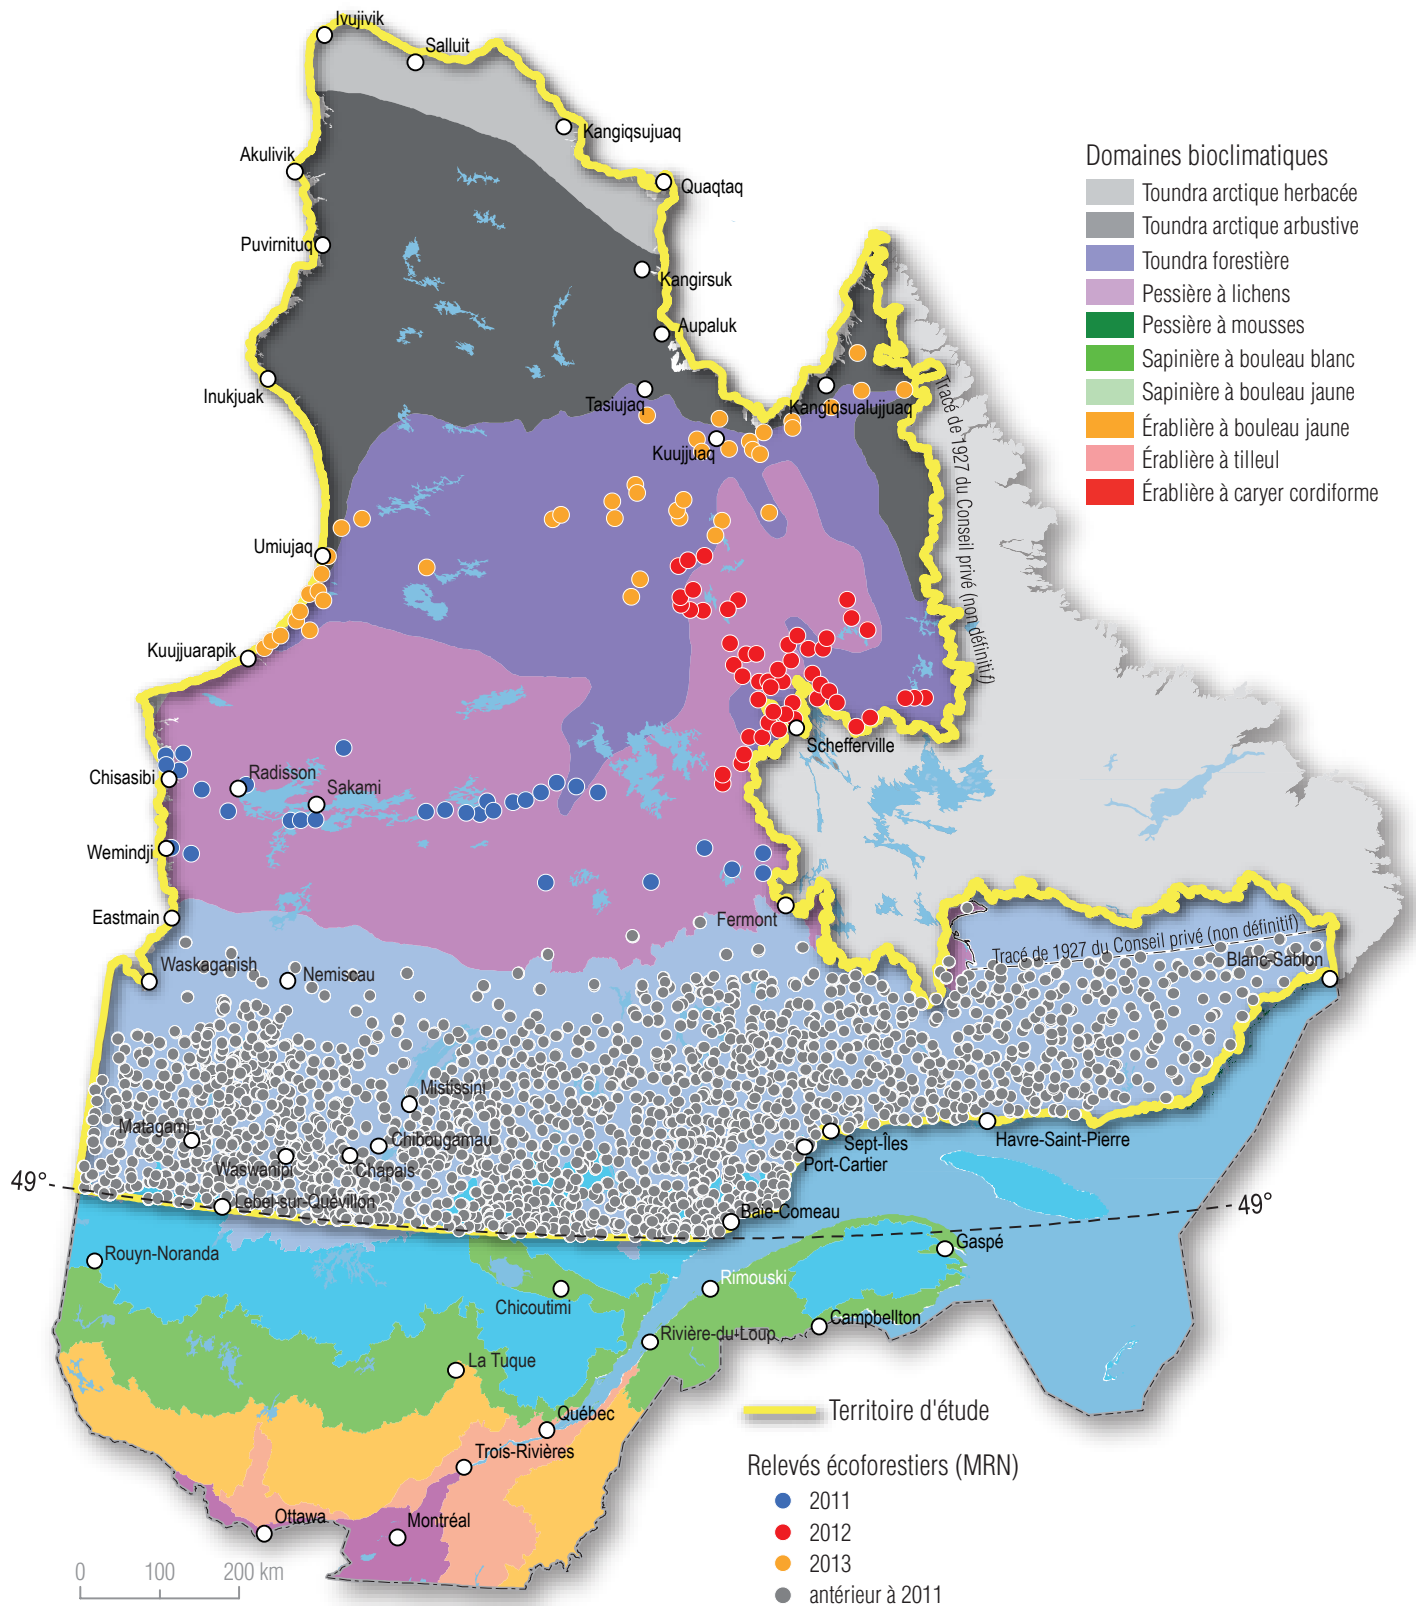 Ivujivik
Salluit
Kangiqsujuaq
Akulivik
Quaqtaq
Puvirnituq
Kangirsuk
Aupaluk
Inukjuak
Tasiujaq
Kangiqsualujjuaq
Kuujjuaq
Umiujaq
Kuujjuarapik
Schefferville
Chisasibi
Radisson
Sakami
Wemindji
Eastmain
Fermont
Waskaganish
Nemiscau
Blanc-Sablon
Mistissini
Matagami
Chibougamau
Waswanipi
Chapais
Sept-Îles
Port-Cartier
Havre-Saint-Pierre
Lebel-sur-Quévillon
Baie-Comeau
49°
49°
Rouyn-Noranda
Gaspé
Chicoutimi
Rimouski
Campbellton
Rivière-du-Loup
La Tuque
Québec
Trois-Rivières
Ottawa
Montréal
Tracé de 1927 du Conseil privé (non définitif)
Tracé de 1927 du Conseil privé (non définitif)
Domaines bioclimatiques
Toundra arctique herbacée
Toundra arctique arbustive
Toundra forestière
Pessière à lichens
Pessière à mousses
Sapinière à bouleau blanc
Sapinière à bouleau jaune
Érablière à bouleau jaune
Érablière à tilleul
Érablière à caryer cordiforme
Territoire d'étude
Relevés écoforestiers (MRN)
2011
2012
2013
antérieur à 2011
0 100 200 km